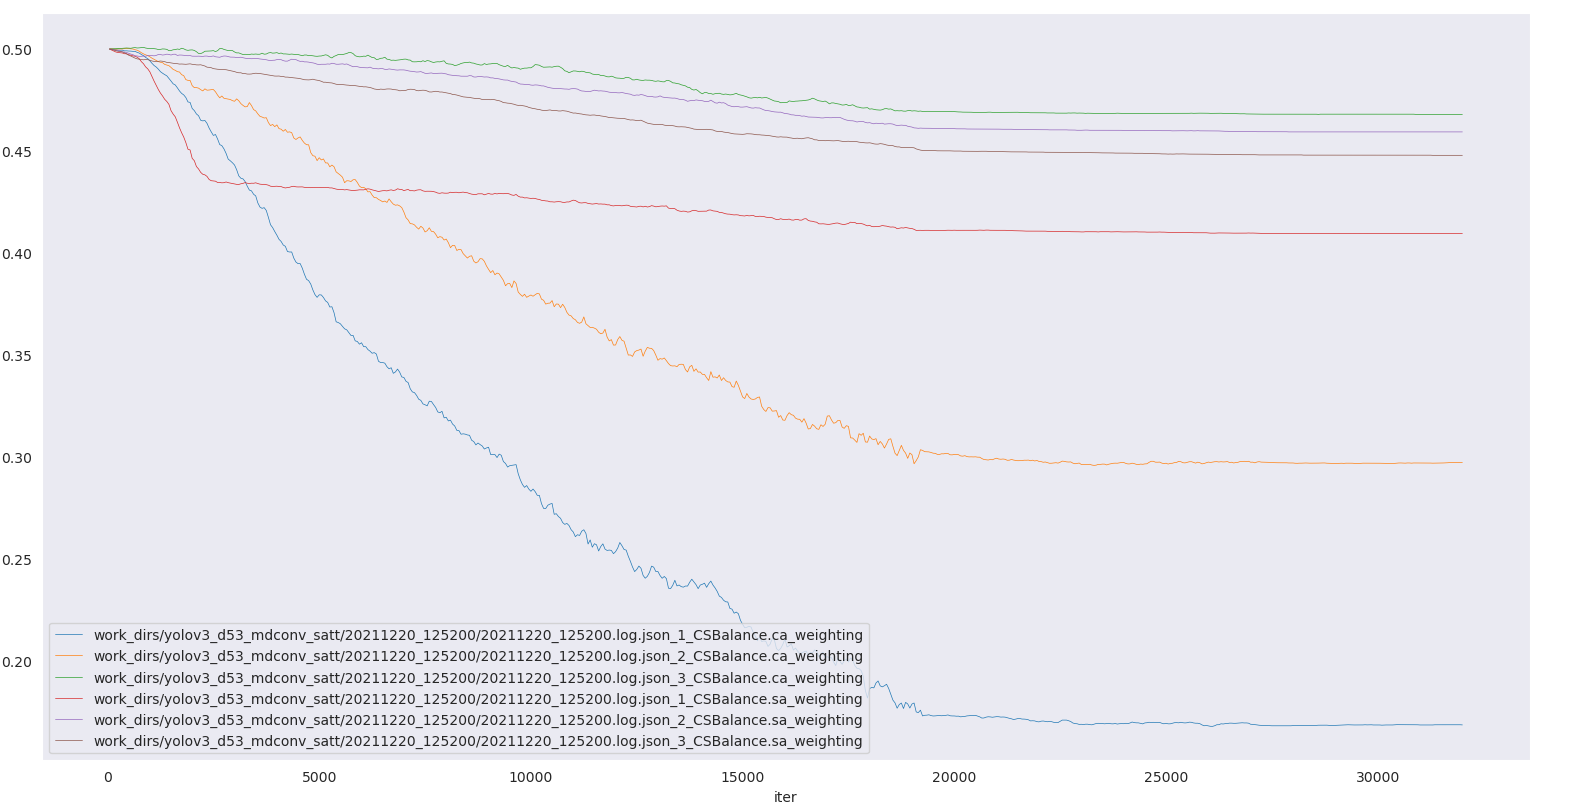 0.50
0.45
0.40
0.35
0.30
0.25
0.20
work_dirs/yolov3_d53_mdconv_satt/20211220_125200/20211220_125200.log.json_1_CSBalance.ca_weighting
work_dirs/yolov3_d53_mdconv_satt/20211220_125200/20211220_125200.log.json_2_CSBalance.ca_weighting
work_dirs/yolov3_d53_mdconv_satt/20211220_125200/20211220_125200.log.json_3_CSBalance.ca_weighting
work_dirs/yolov3_d53_mdconv_satt/20211220_125200/20211220_125200.log.json_1_CSBalance.sa_weighting
work_dirs/yolov3_d53_mdconv_satt/20211220_125200/20211220_125200.log.json_2_CSBalance.sa_weighting
work_dirs/yolov3_d53_mdconv_satt/20211220_125200/20211220_125200.log.json_3_CSBalance.sa_weighting
0 5000 10000 15000 20000 25000 30000
iter